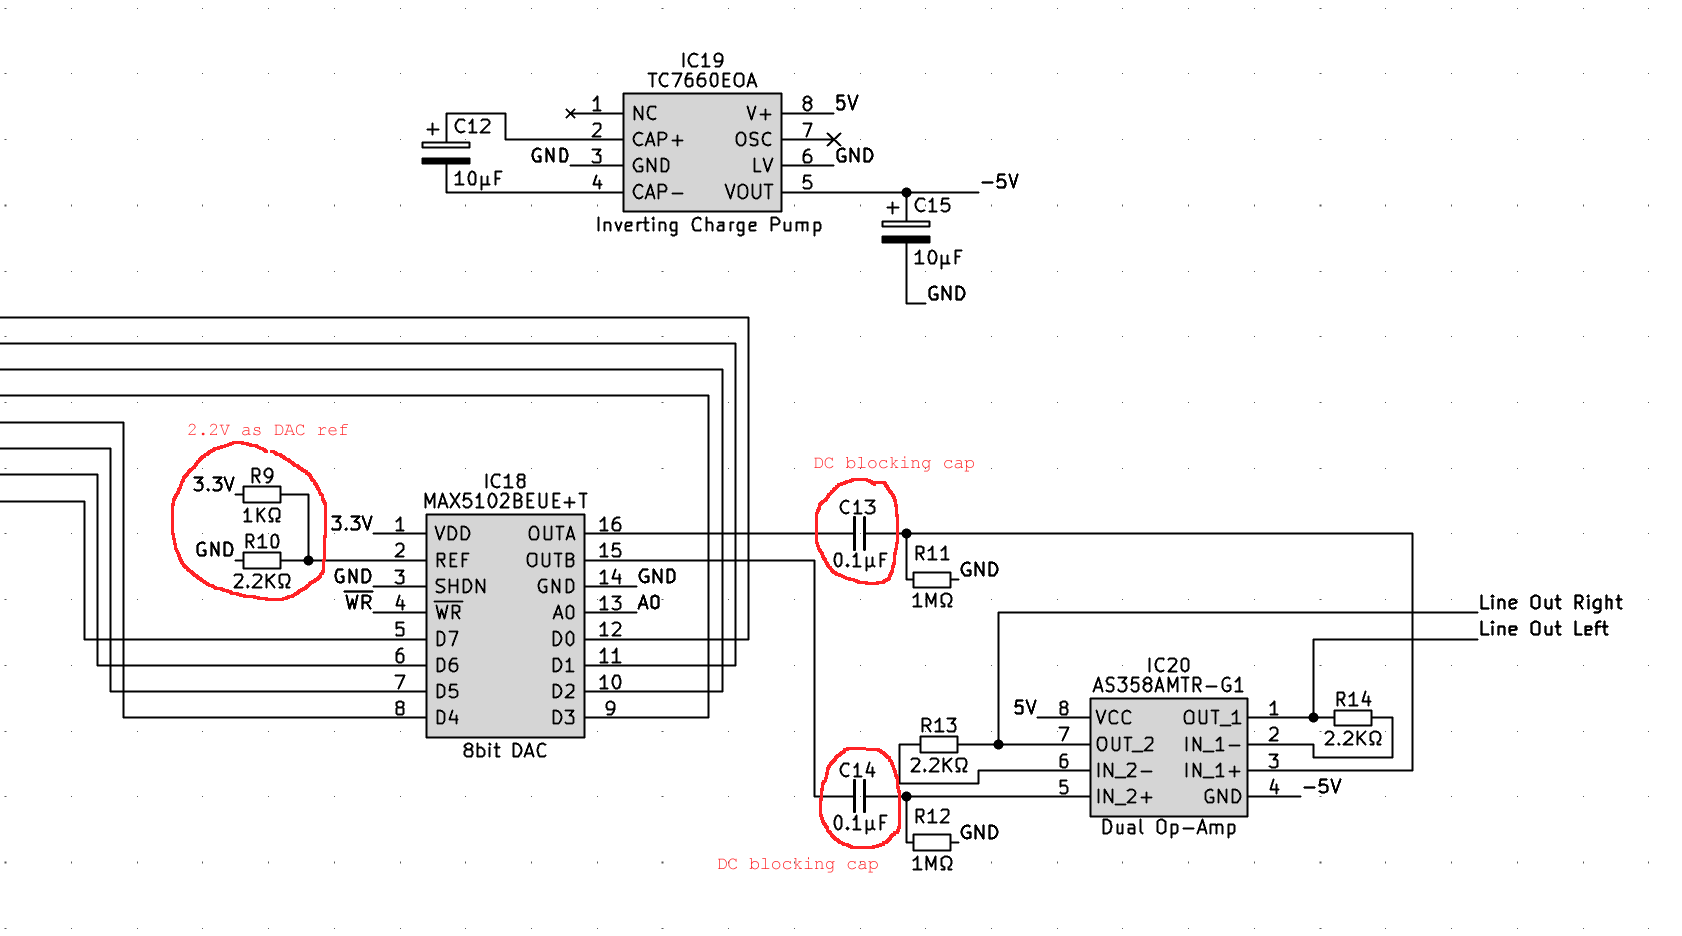 IC19
TC7660EOA
1 NC V+ 8 5V
+ C12 2 CAP+ OSC 7
GND 3 GND LV 6 GND
10µF 4 CAP- VOUT 5 -5V
+ C15
Inverting Charge Pump
10µF
GND
2.2V as DAC ref
DC blocking cap
3.3V R9
1KΩ
GND R10
2.2KΩ
IC18
MAX5102BEUE+T
3.3V 1 VDD OUTA 16
2 REF OUTB 15
GND 3 SHDN GND 14 GND
WR 4 WR A0 13 A0
5 D7 D0 12
6 D6 D1 11
7 D5 D2 10
8 D4 D3 9
8bit DAC
C13
0.1µF
R11
GND
1MΩ
Line Out Right
Line Out Left
IC20
AS358AMTR-G1
5V 8 VCC OUT_1 1 R14
R13 7 OUT_2 IN_1- 2 2.2KΩ
2.2KΩ 6 IN_2- IN_1+ 3
5 IN_2+ GND 4 -5V
Dual Op-Amp
C14
0.1µF
R12
GND
1MΩ
DC blocking cap